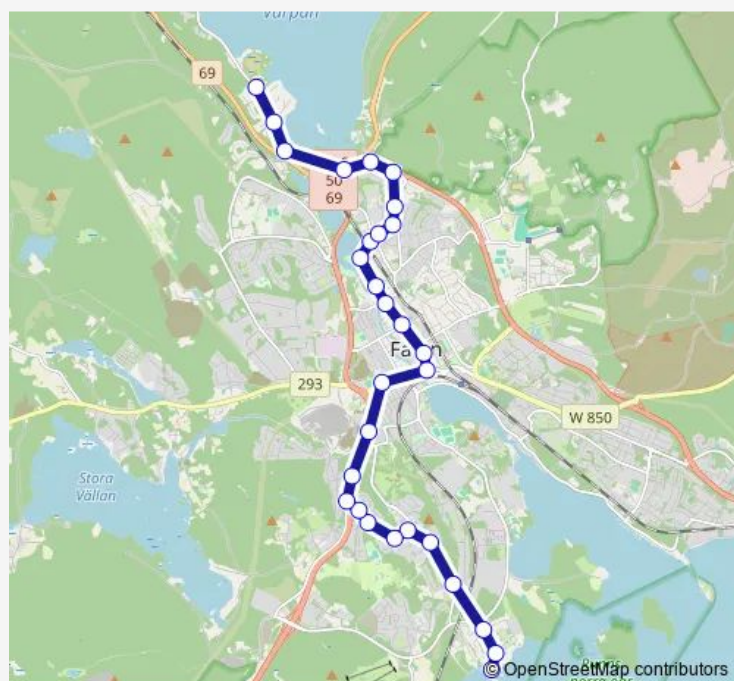 Varpan
69
50
69
Falun
293
W 850
Stora
Vällan
© OpenStreetMap contributors